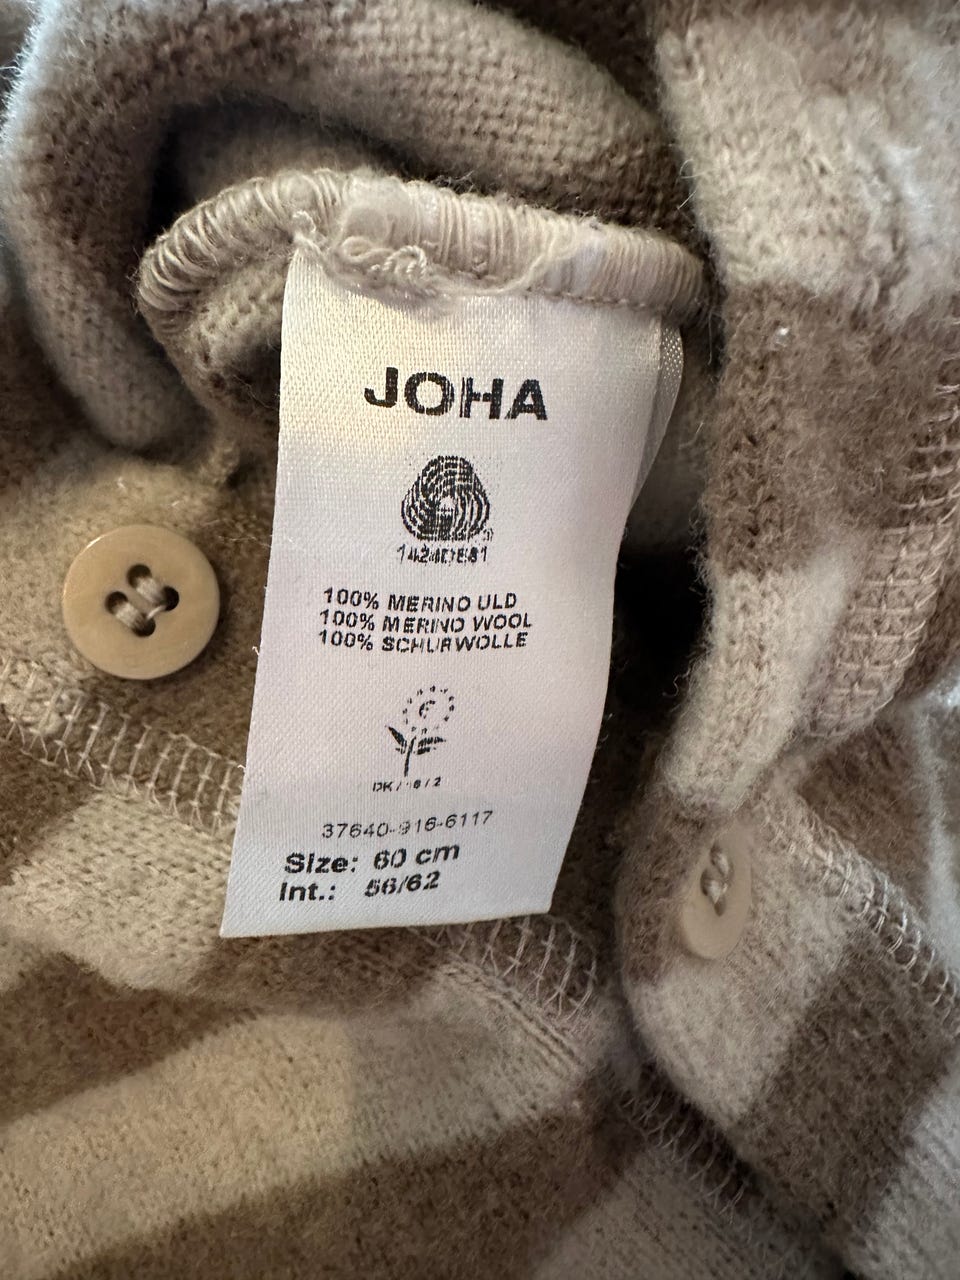 JOHA
100% MERINO ULD
100% MERINO WOOL
100% SCHURWOLLE
37640-916-6117
Size: 60 cm
Int.: 56/62